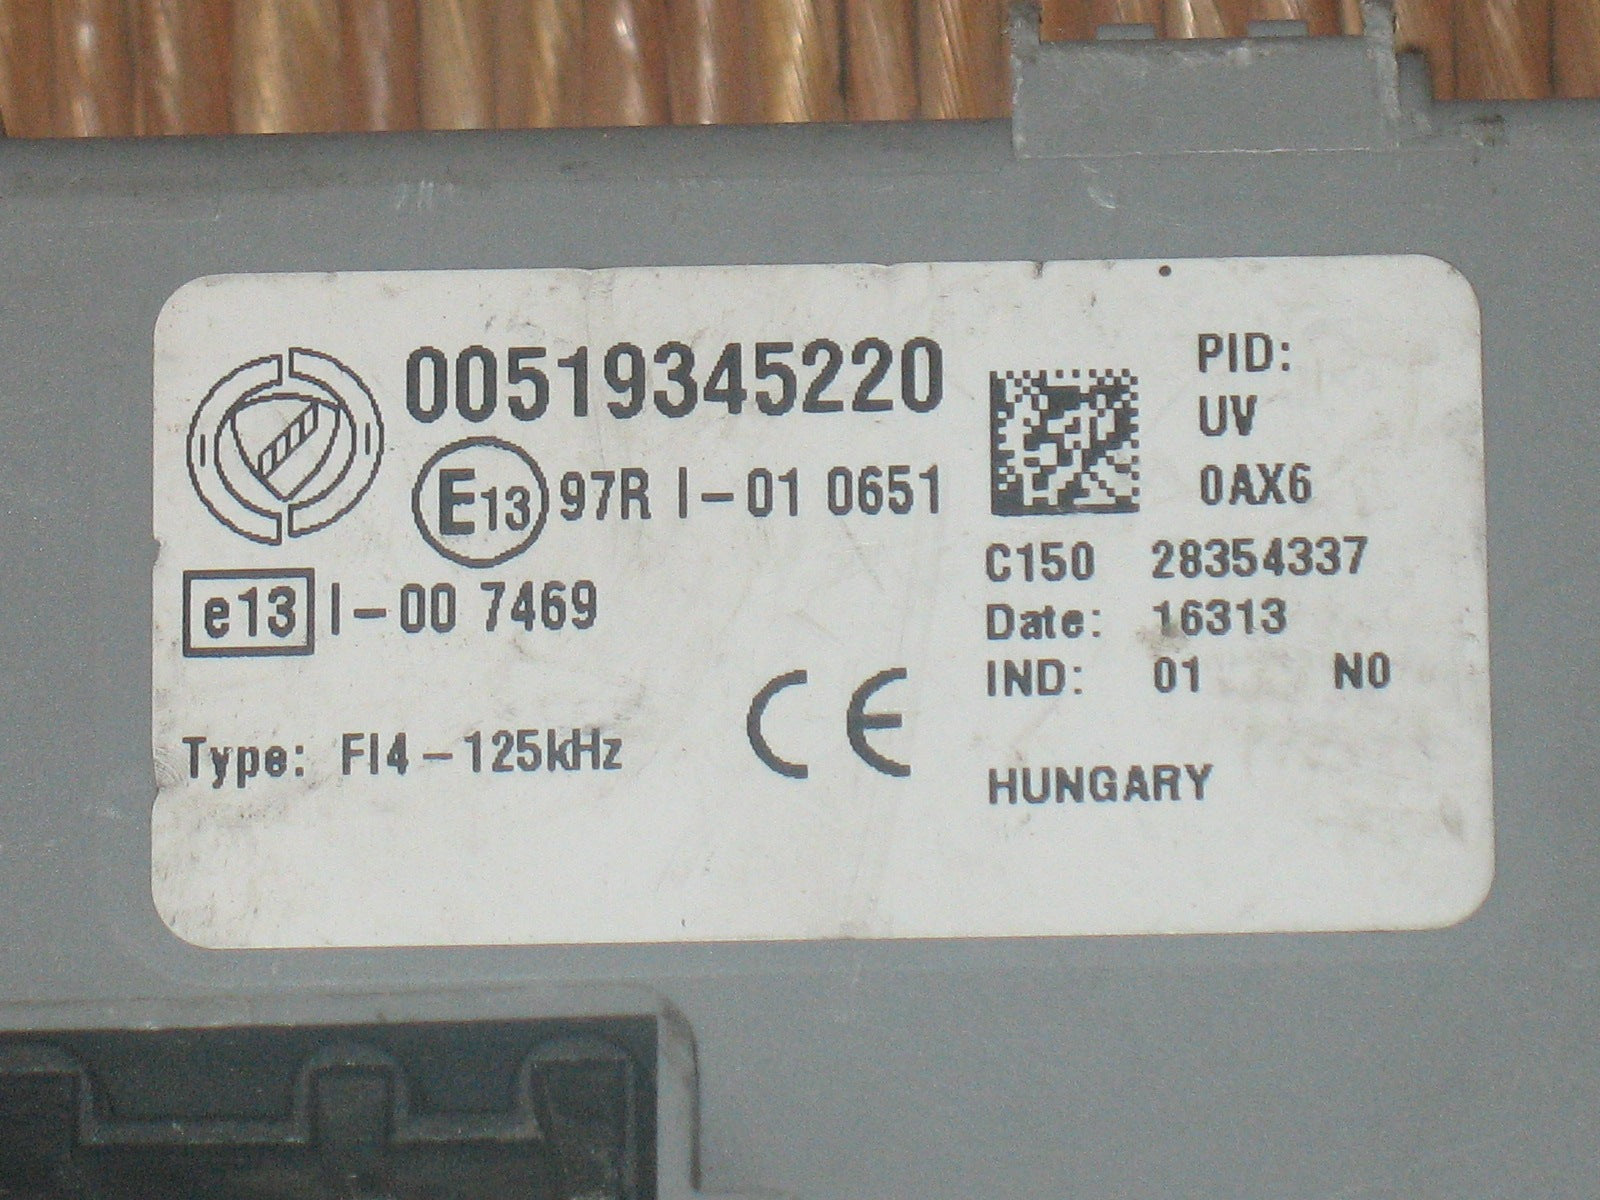 00519345220
E13 97R I-01 0651
e13 I-00 7469
Type: FI4-125kHz
CE
PID:
UV
0AX6
C150 28354337
Date: 16313
IND: 01 N0
HUNGARY